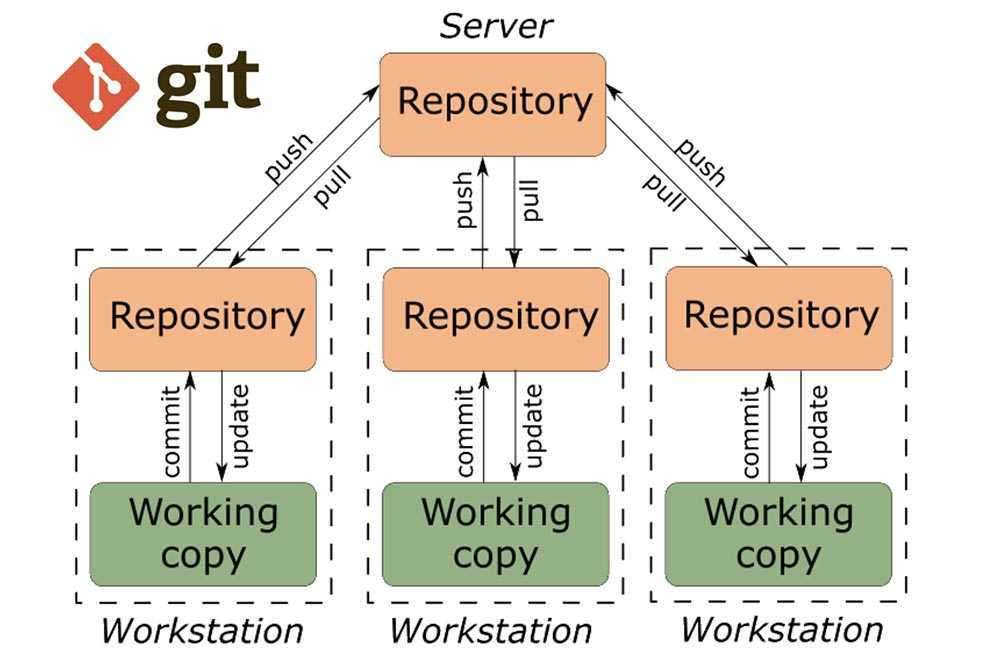 Server
git
Repository
push
pull
push
pull
push
pull
Repository
Repository
Repository
commit
update
commit
update
commit
update
Working
copy
Working
copy
Working
copy
Workstation
Workstation
Workstation